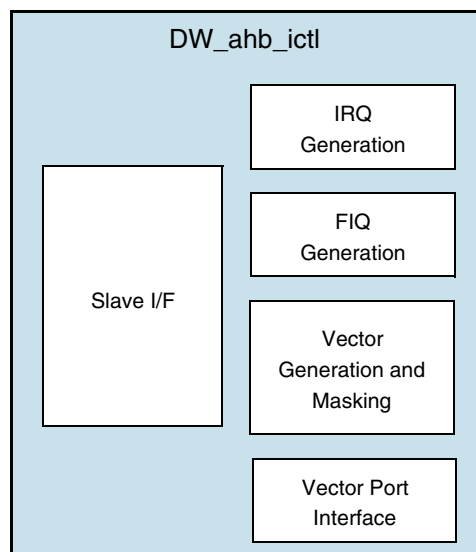 DW_ahb_ictl
IRQ
Generation
FIQ
Generation
Slave I/F
Vector
Generation and
Masking
Vector Port
Interface